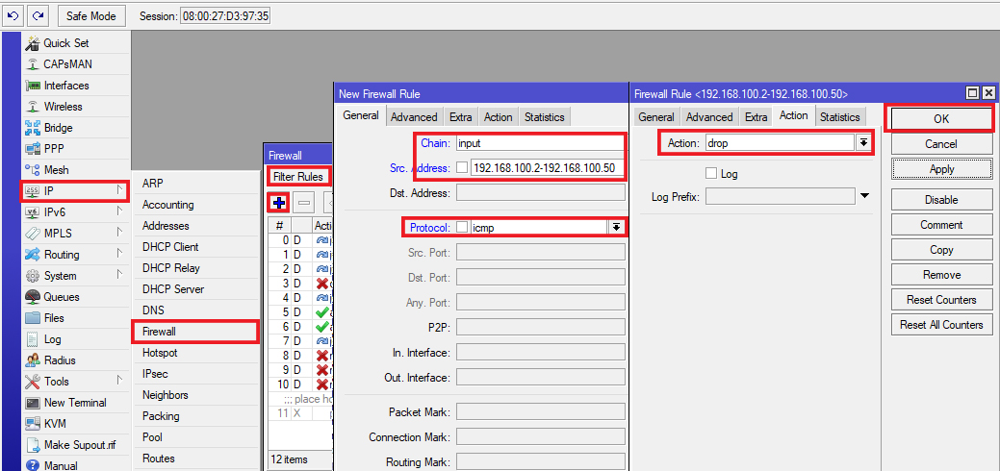 Safe Mode Session: 08:00:27:D3:97:35
Quick Set
CAPsMAN
Interfaces
Wireless
Bridge
PPP
Mesh
IP
IPv6
MPLS
Routing
System
Queues
Files
Log
Radius
Tools
New Terminal
KVM
Make Supout.rif
Manual
ARP
Accounting
Addresses
DHCP Client
DHCP Relay
DHCP Server
DNS
Firewall
Hotspot
IPsec
Neighbors
Packing
Pool
Routes
Firewall
Filter Rules
#
0 D
1 D
2 D
3 D
4 D
5 D
6 D
7 D
8 D
9 D
10 D
;;; place
11 X
12 items
New Firewall Rule
General Advanced Extra Action Statistics
Chain: input
Src. Address: 192.168.100.2-192.168.100.50
Dst. Address:
Protocol: icmp
Src. Port:
Dst. Port:
Any. Port:
P2P:
In. Interface:
Out. Interface:
Packet Mark:
Connection Mark:
Routing Mark:
Firewall Rule <192.168.100.2-192.168.100.50>
General Advanced Extra Action Statistics
Action: drop
Log
Log Prefix:
OK
Cancel
Apply
Disable
Comment
Copy
Remove
Reset Counters
Reset All Counters